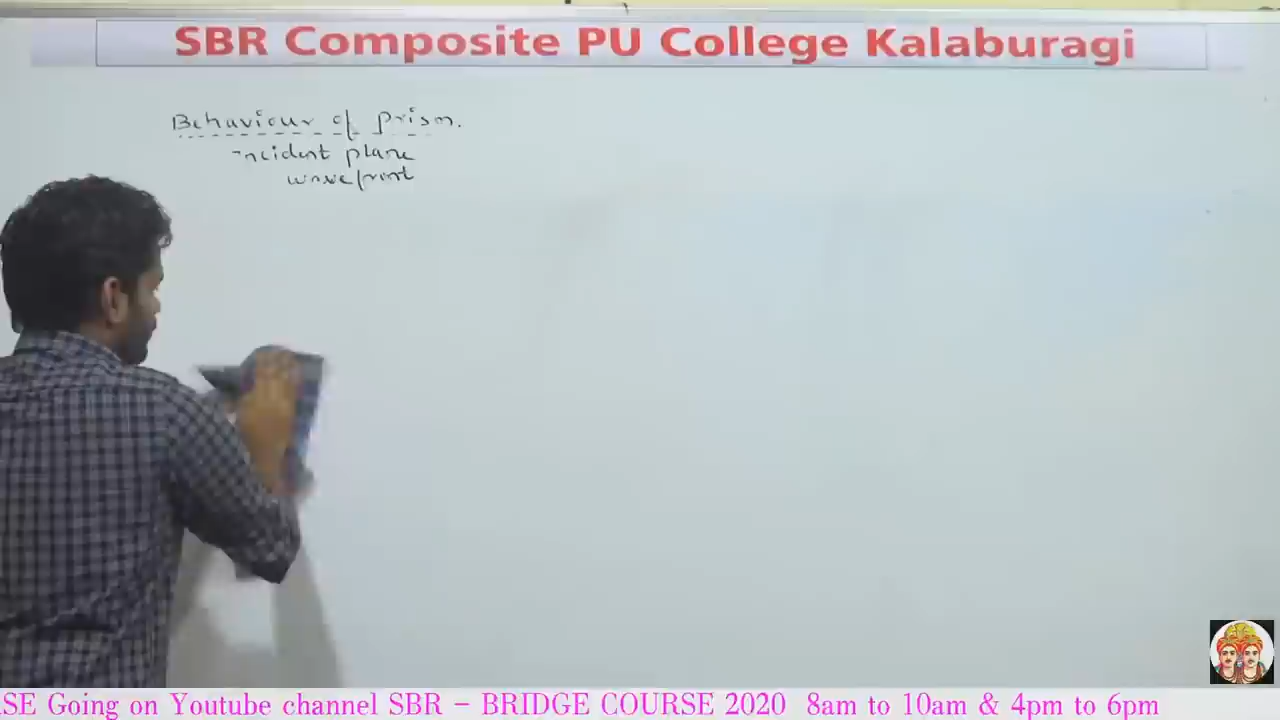 SBR Composite PU College Kalaburagi
Behaviour of prism.
incident plane
wavefront
SE Going on Youtube channel SBR - BRIDGE COURSE 2020 8am to 10am & 4pm to 6pm